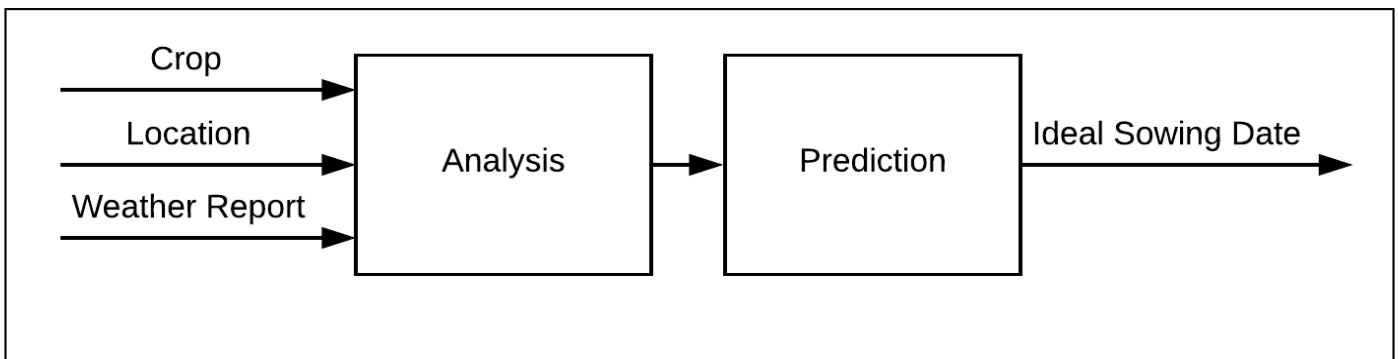 Crop
Location
Weather Report
Analysis
Prediction
Ideal Sowing Date